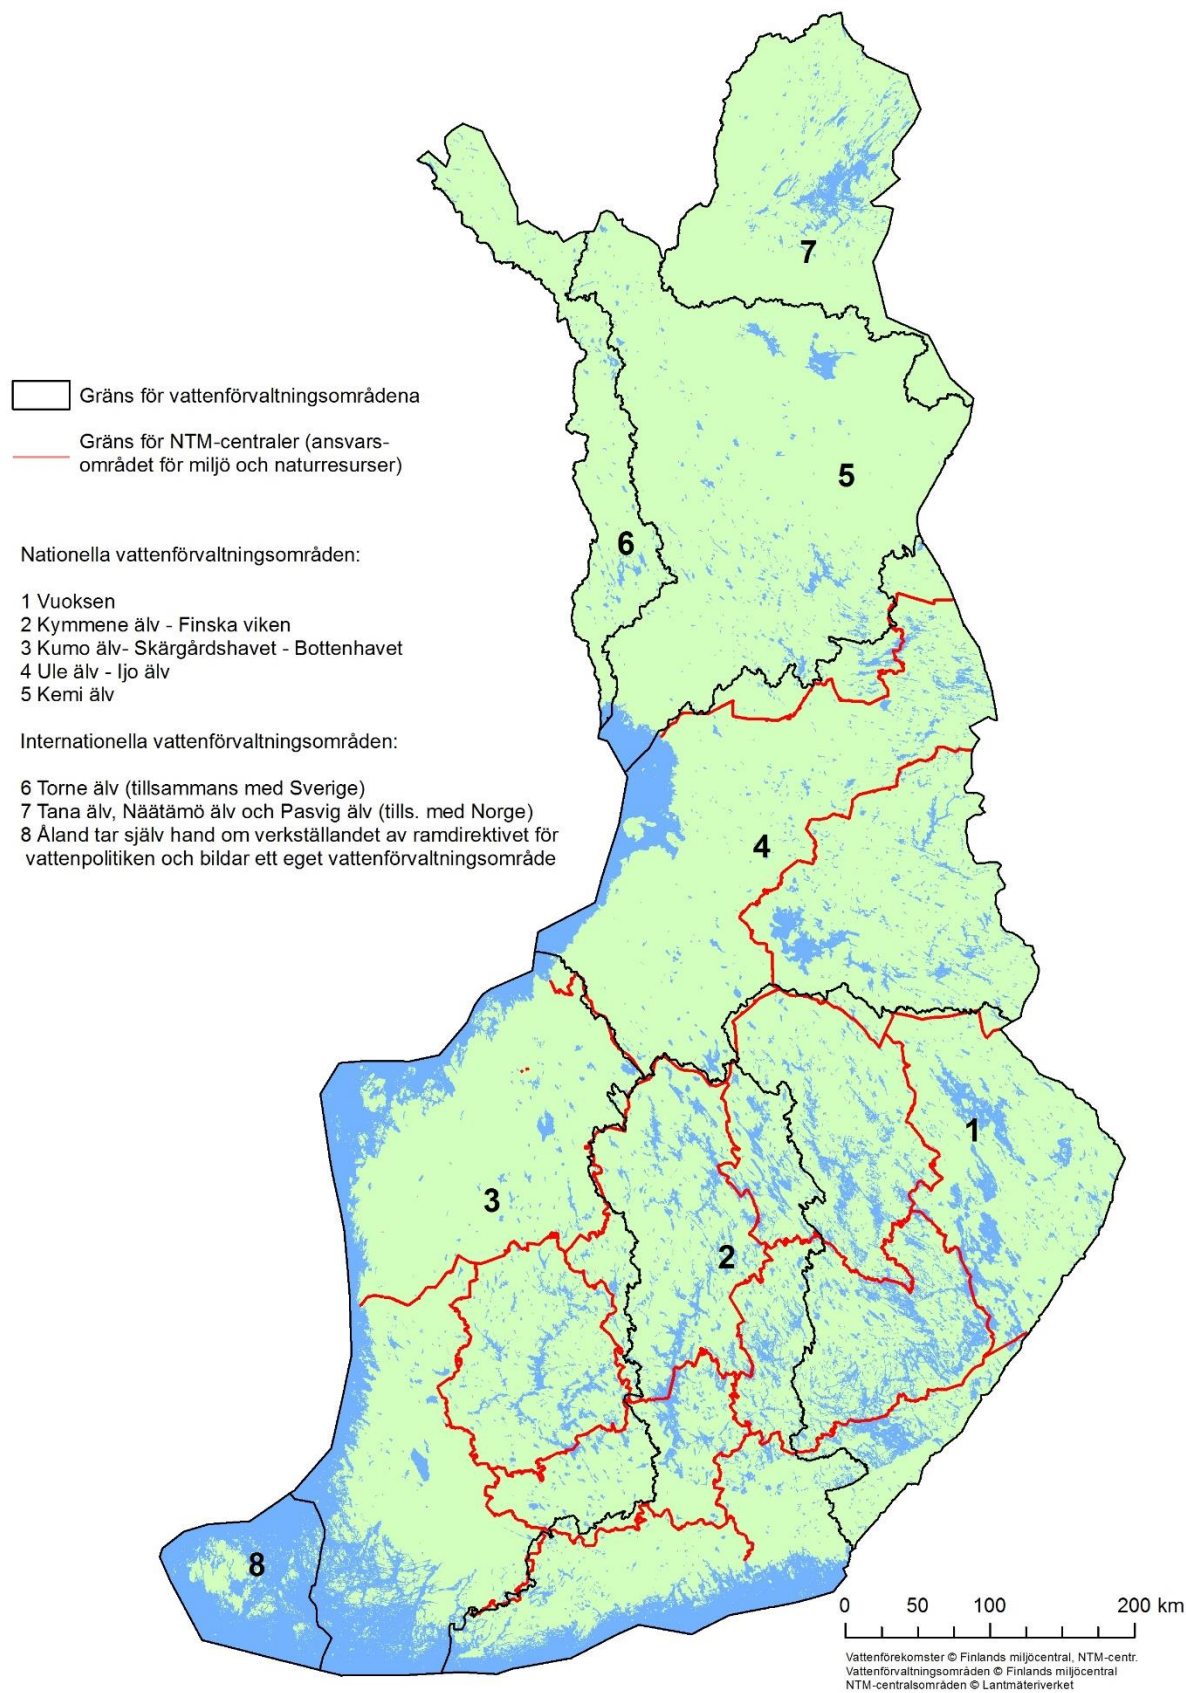 7
Gräns för vattenförvaltningsområdena
Gräns för NTM-centraler (ansvars-
området för miljö och naturresurser)
5
6
Nationella vattenförvaltningsområden:
1 Vuoksen
2 Kymmene älv - Finska viken
3 Kumo älv- Skärgårdshavet - Bottenhavet
4 Ule älv - Ijo älv
5 Kemi älv
Internationella vattenförvaltningsområden:
6 Torne älv (tillsammans med Sverige)
7 Tana älv, Näätämö älv och Pasvig älv (tills. med Norge)
8 Åland tar själv hand om verkställandet av ramdirektivet för
vattenpolitiken och bildar ett eget vattenförvaltningsområde
4
1
3
2
8
0 50 100 200 km
Vattenförekomster © Finlands miljöcentral, NTM-centr.
Vattenförvaltningsområden © Finlands miljöcentral
NTM-centralsområden © Lantmäteriverket